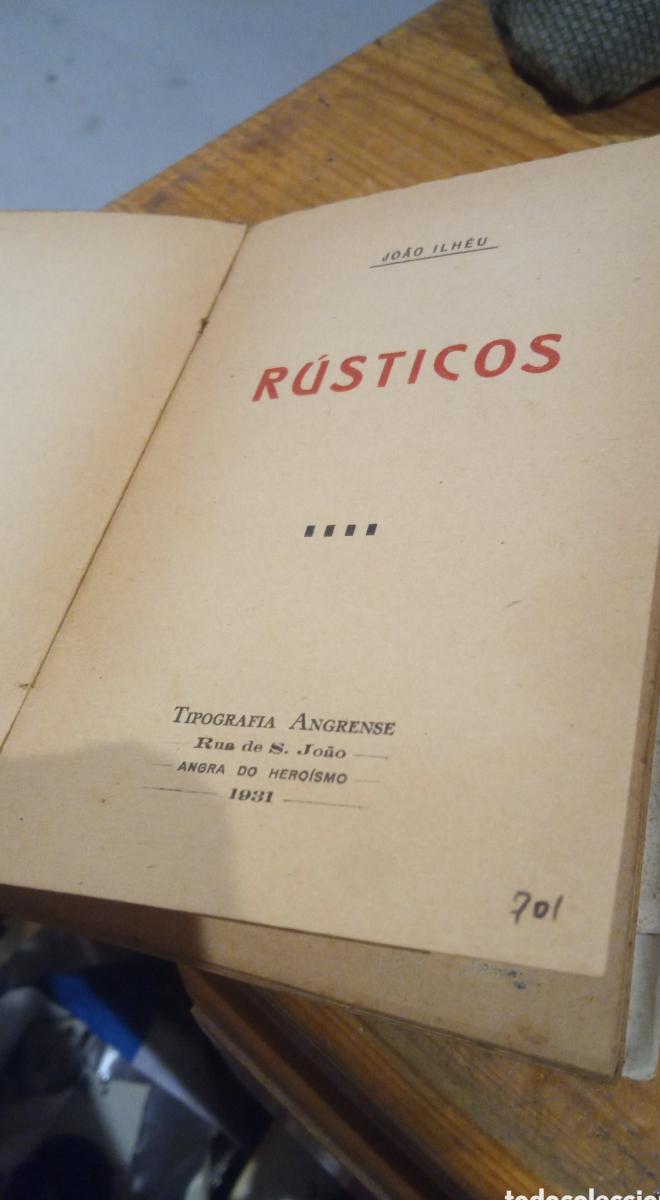 JOÃO ILHÉU
RÚSTICOS
TIPOGRAFIA ANGRENSE
Rua de S. João
ANGRA DO HEROÍSMO
1931
701